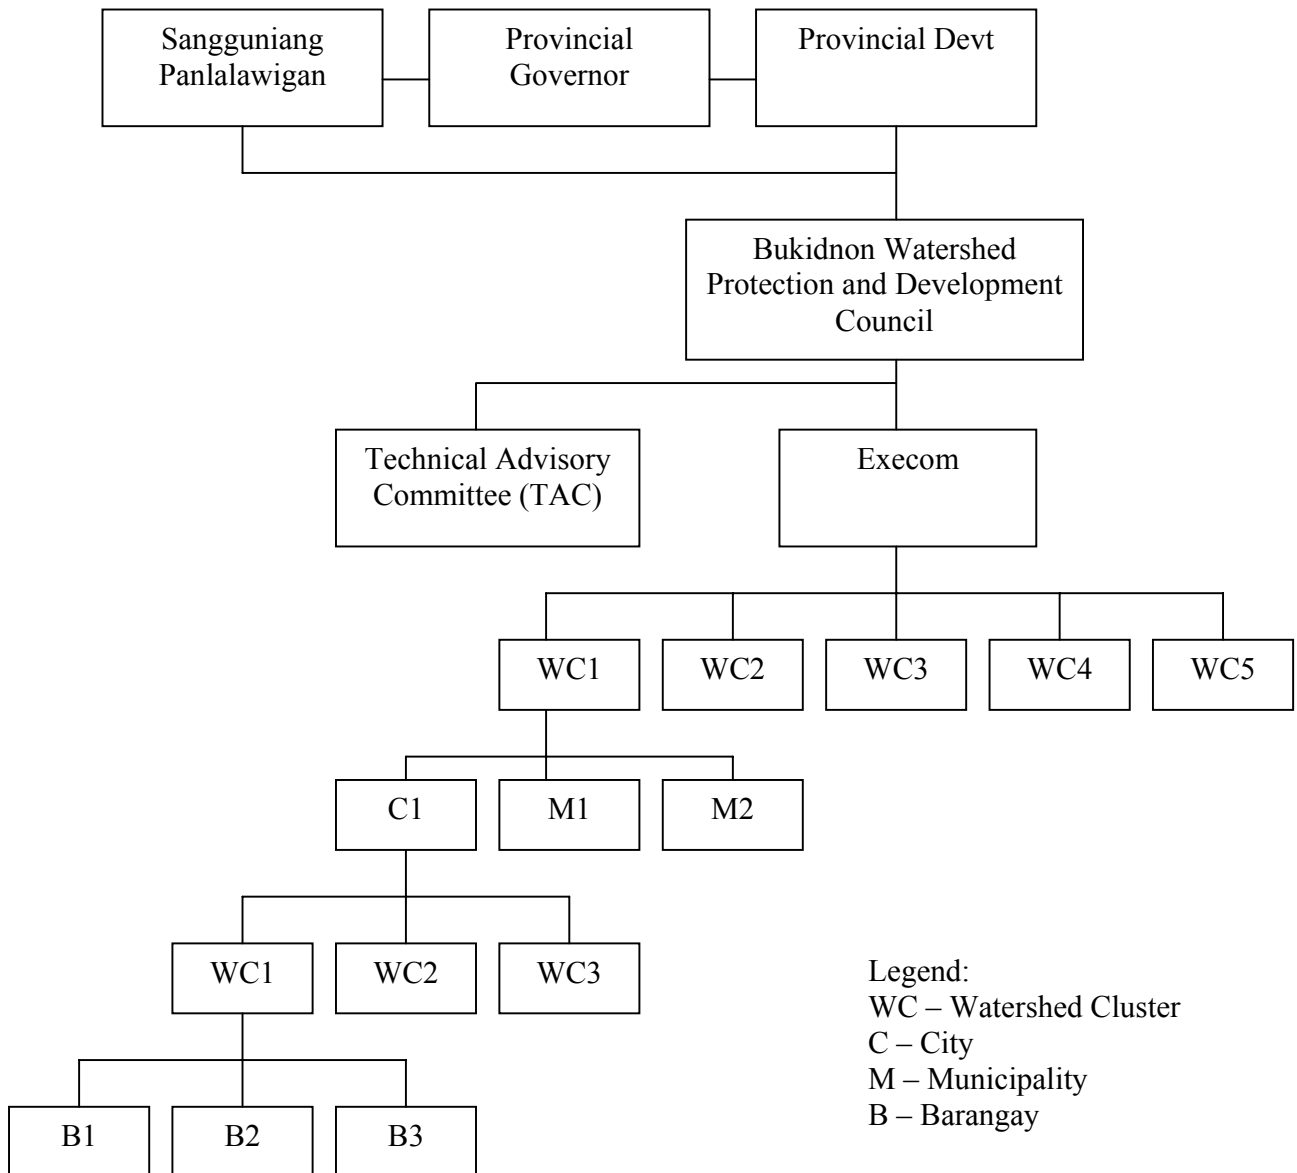 Sangguniang
Panlalawigan
Provincial
Governor
Provincial Devt
Bukidnon Watershed
Protection and Development
Council
Technical Advisory
Committee (TAC)
Execom
WC1
WC2
WC3
WC4
WC5
C1
M1
M2
WC1
WC2
WC3
B1
B2
B3
Legend:
WC – Watershed Cluster
C – City
M – Municipality
B – Barangay